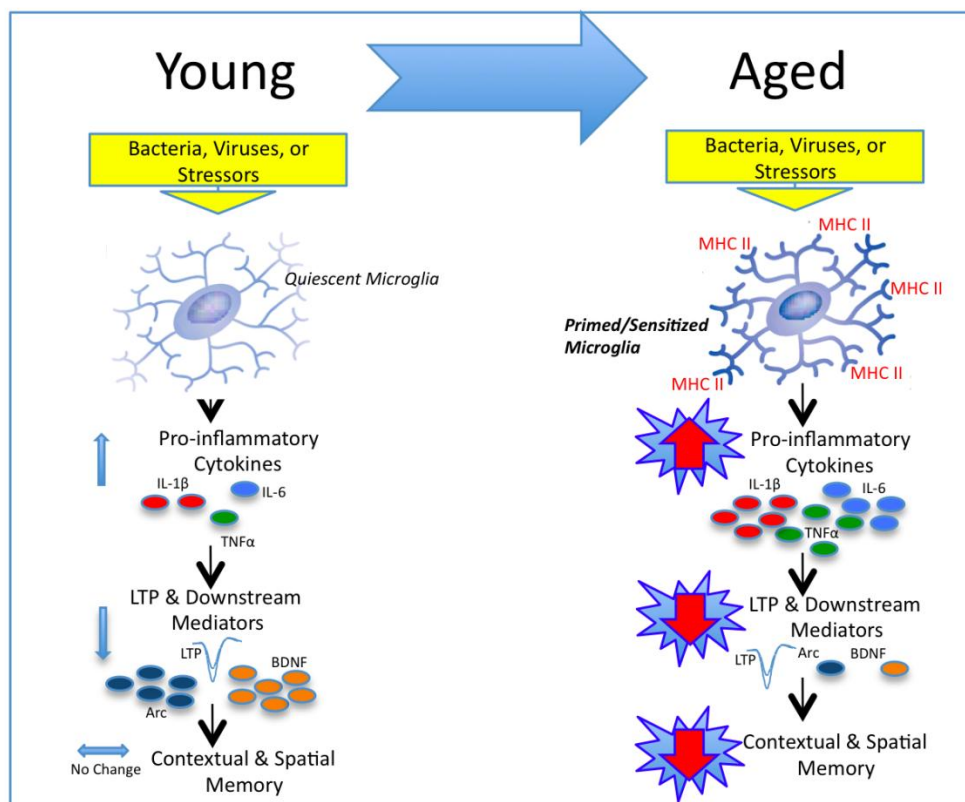 Young
Bacteria, Viruses, or
Stressors
Quiescent Microglia
Pro-inflammatory
Cytokines
IL-1β
IL-6
TNFα
LTP & Downstream
Mediators
LTP
BDNF
Arc
No Change
Contextual & Spatial
Memory
Aged
Bacteria, Viruses, or
Stressors
MHC II
MHC II
MHC II
Primed/Sensitized
Microglia
MHC II
MHC II
Pro-inflammatory
Cytokines
IL-1β
IL-6
TNFα
LTP & Downstream
Mediators
LTP
Arc
BDNF
Contextual & Spatial
Memory